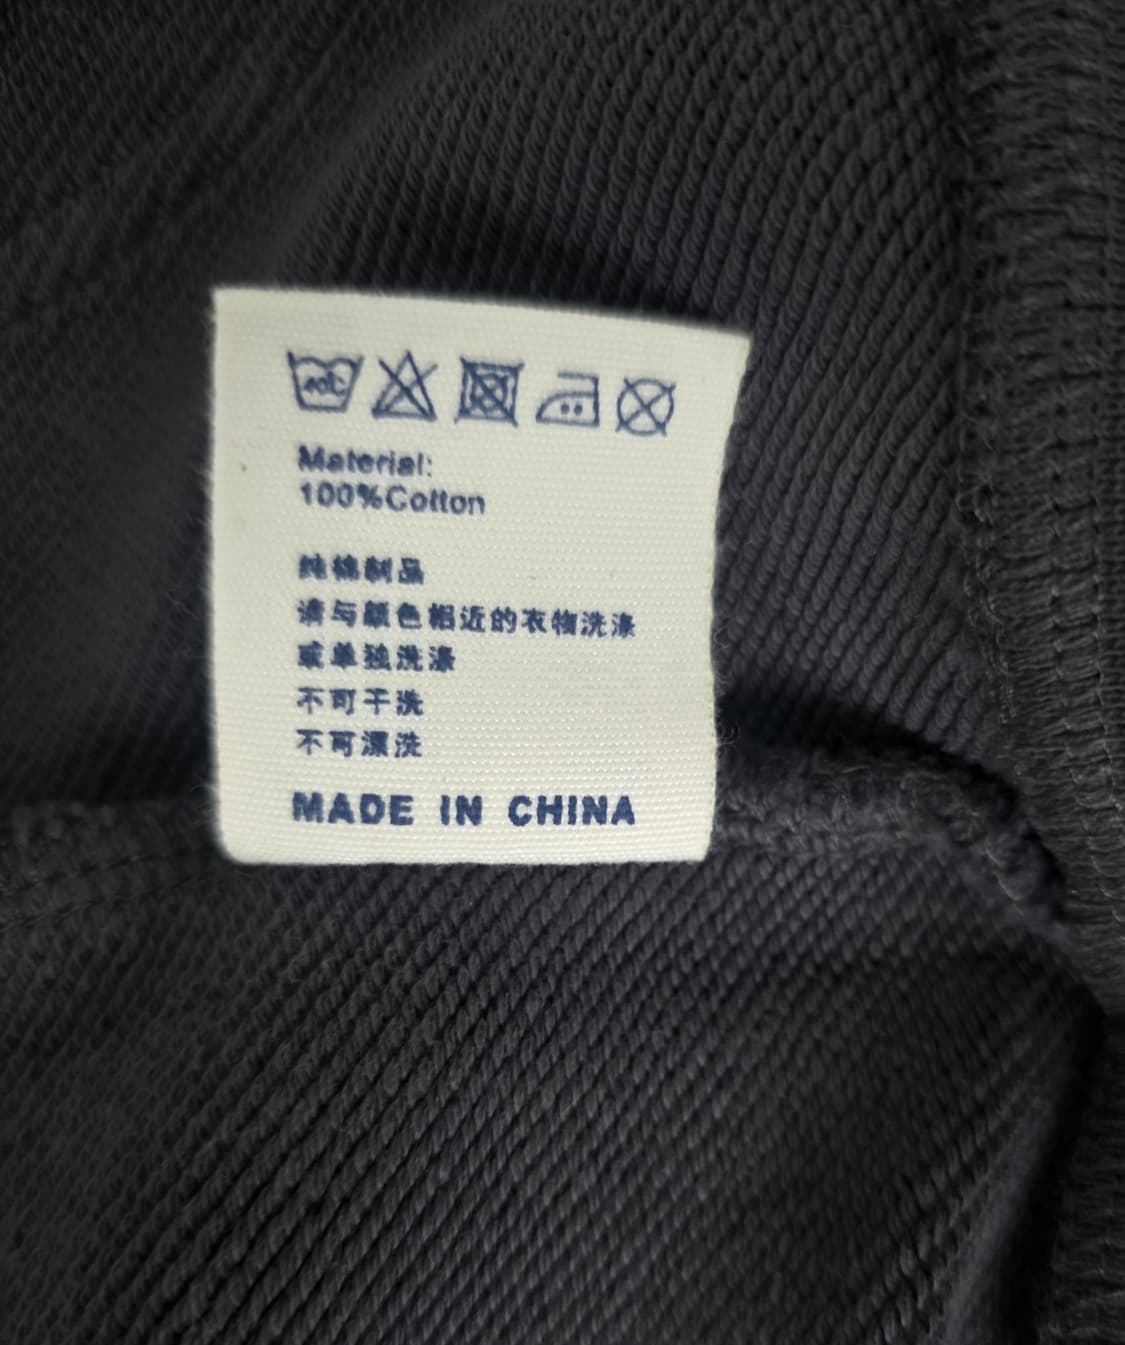 40C
Material:
100%Cotton
纯棉制品
请与颜色相近的衣物洗涤
或单独洗涤
不可干洗
不可漂洗
MADE IN CHINA